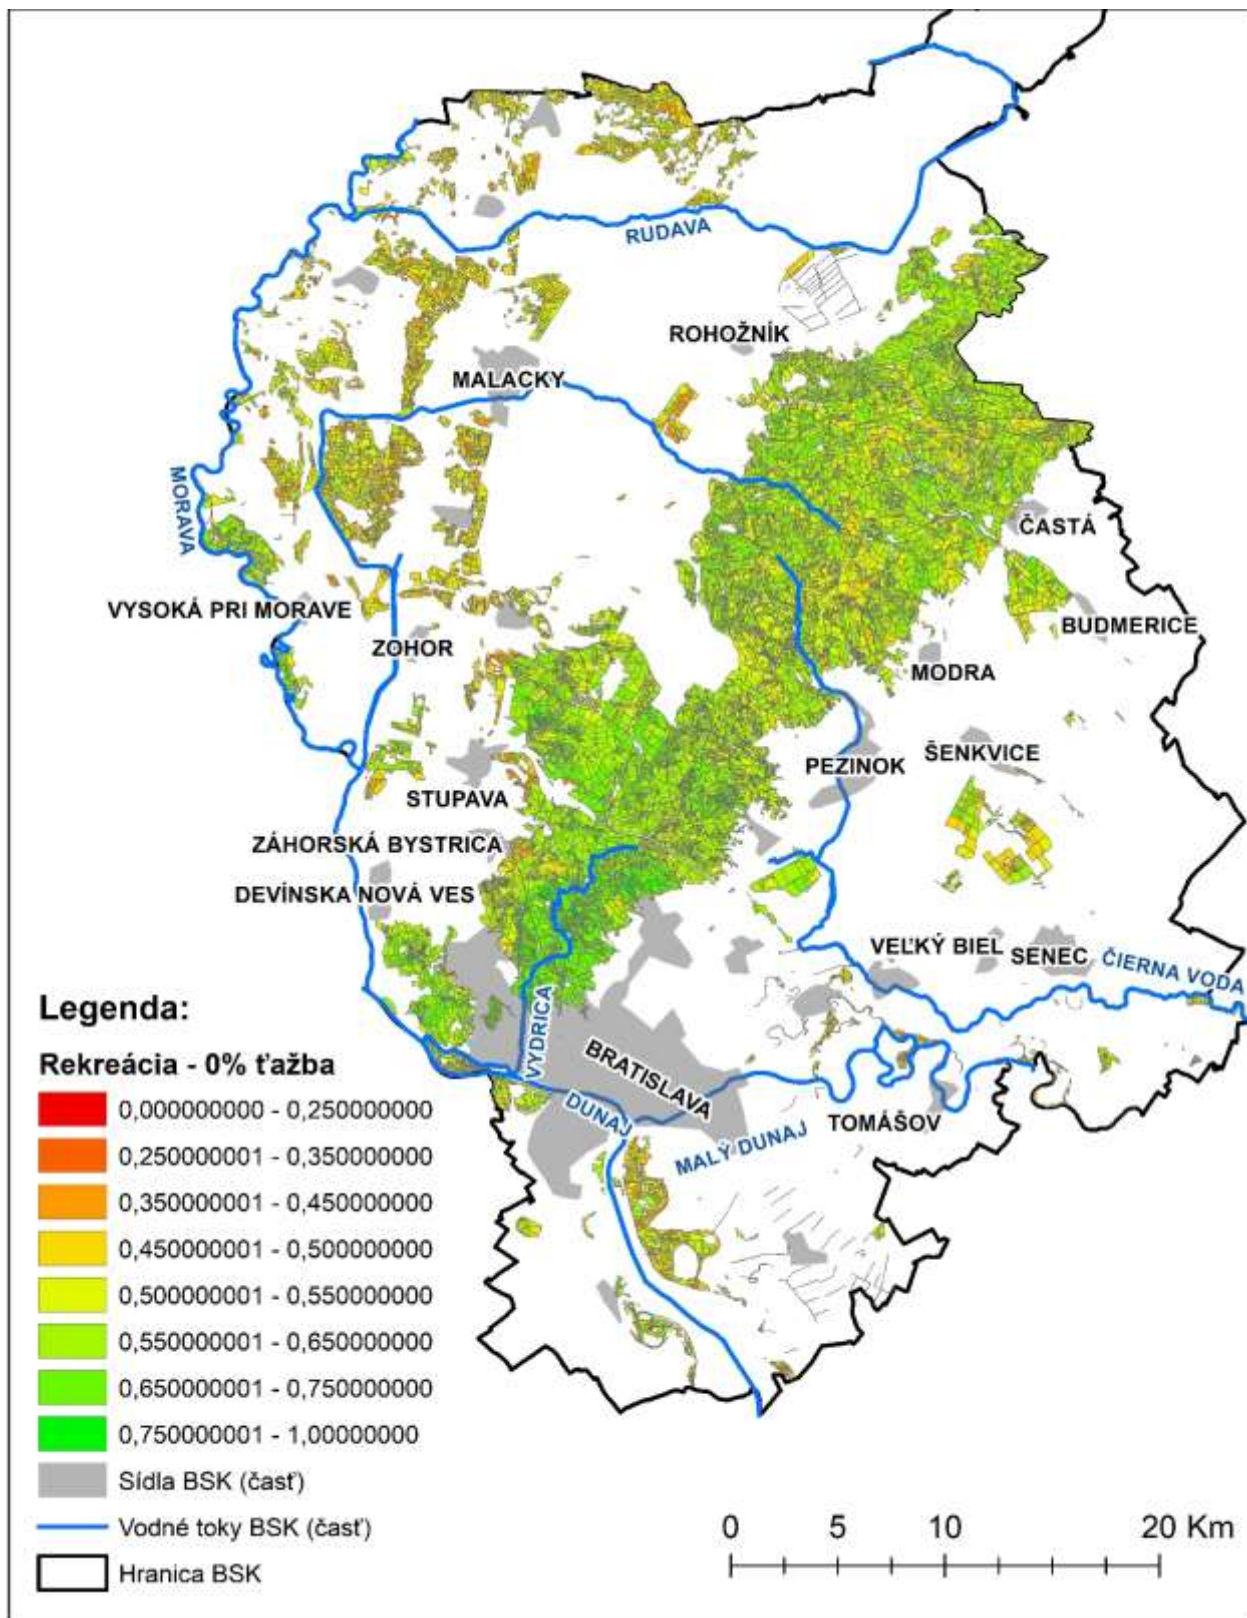 RUDAVA
ROHOŽNÍK
MALACKY
MORAVA
ČASTÁ
VYSOKÁ PRI MORAVE
BUDMERICE
ZOHOR
MODRA
ŠENKVICE
PEZINOK
STUPAVA
ZÁHORSKÁ BYSTRICA
DEVÍNSKA NOVÁ VES
VEĽKÝ BIEL
SENEC
ČIERNA VODA
VYDRICA
BRATISLAVA
DUNAJ
MALÝ DUNAJ
TOMÁŠOV
Legenda:
Rekreácia - 0% ťažba
0,000000000 - 0,250000000
0,250000001 - 0,350000000
0,350000001 - 0,450000000
0,450000001 - 0,500000000
0,500000001 - 0,550000000
0,550000001 - 0,650000000
0,650000001 - 0,750000000
0,750000001 - 1,00000000
Sídla BSK (časť)
Vodné toky BSK (časť)
Hranica BSK
0 5 10 20 Km